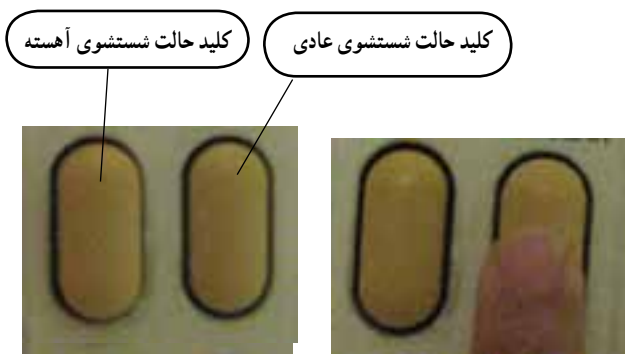 کلید حالت شستشوی عادی
کلید حالت شستشوی آهسته